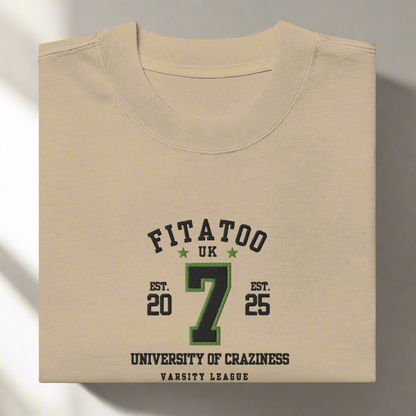 FITATOO
★ UK ★
EST. 7 EST.
20 25
UNIVERSITY OF CRAZINESS
VARSITY LEAGUE